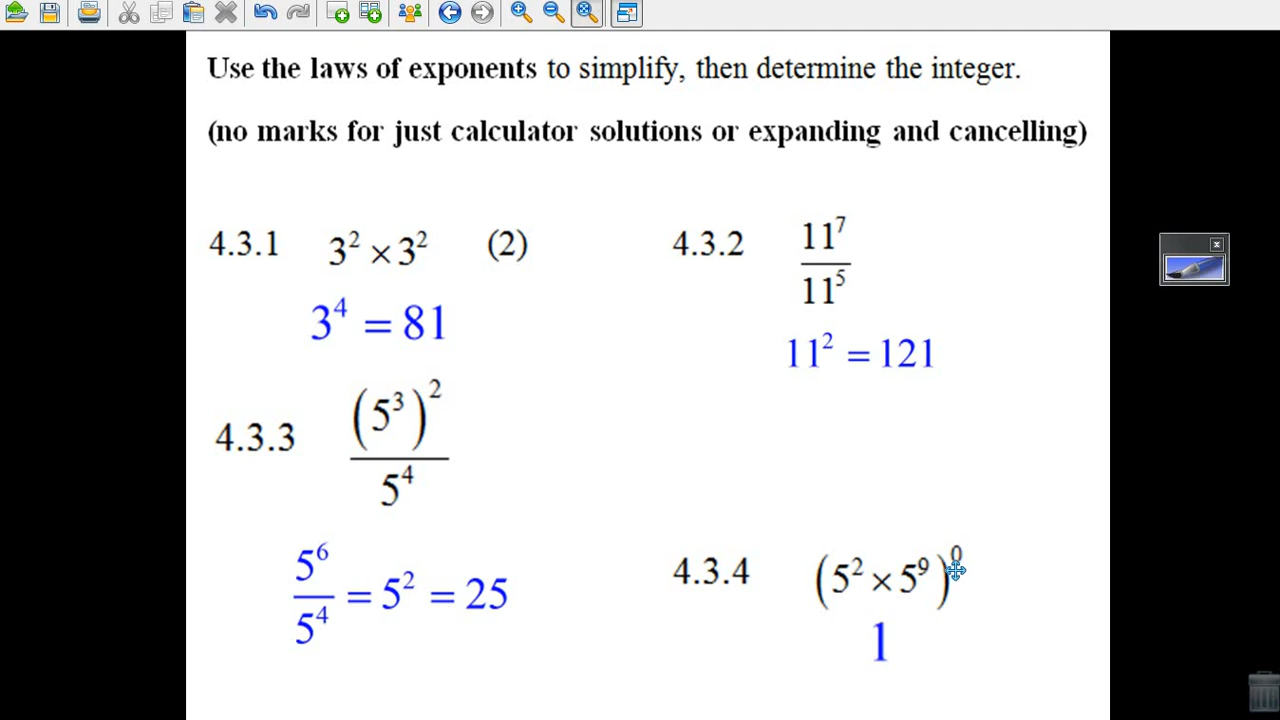 Use the laws of exponents to simplify, then determine the integer.
(no marks for just calculator solutions or expanding and cancelling)
4.3.1 3² × 3² (2)
3⁴ = 81
4.3.2 11⁷ / 11⁵
11² = 121
4.3.3 (5³)² / 5⁴
5⁶ / 5⁴ = 5² = 25
4.3.4 (5² × 5⁹)⁰
1